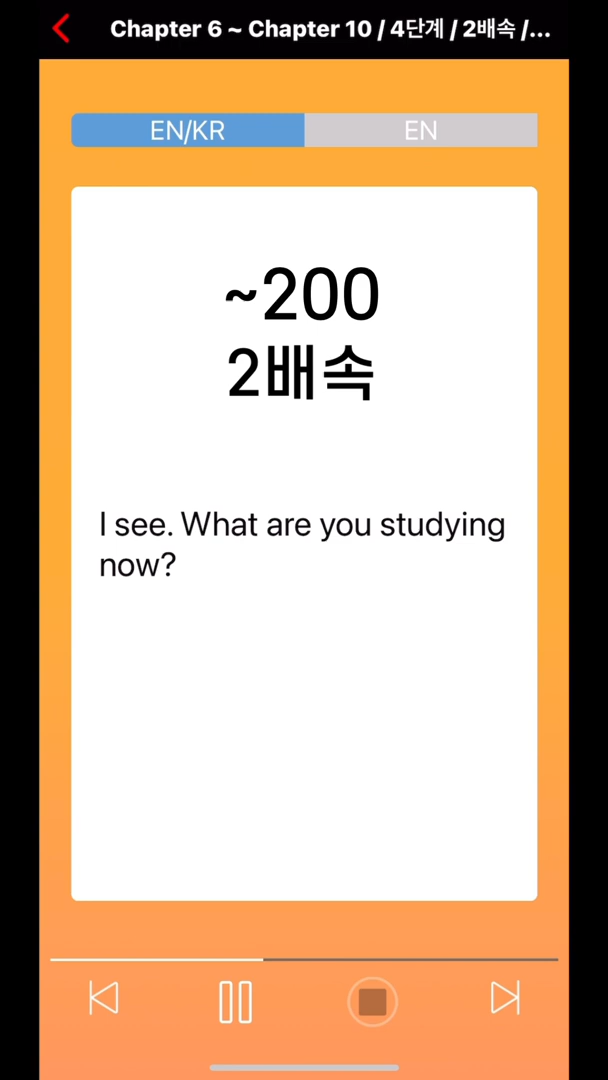 Chapter 6 ~ Chapter 10 / 4단계 / 2배속 /...
EN/KR
EN
~200
2배속
I see. What are you studying
now?